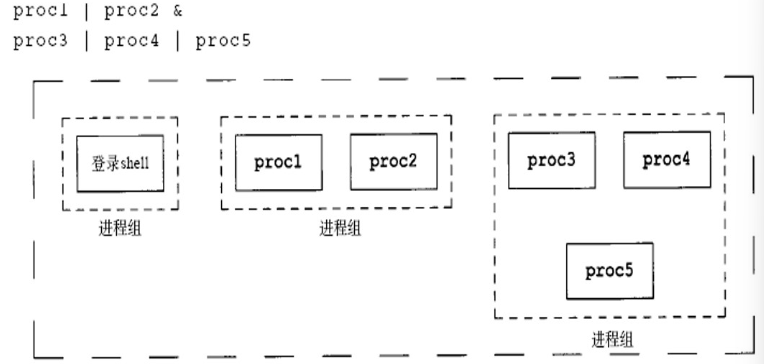 proc1 | proc2 &
proc3 | proc4 | proc5
登录shell
proc1
proc2
proc3
proc4
进程组
进程组
proc5
进程组